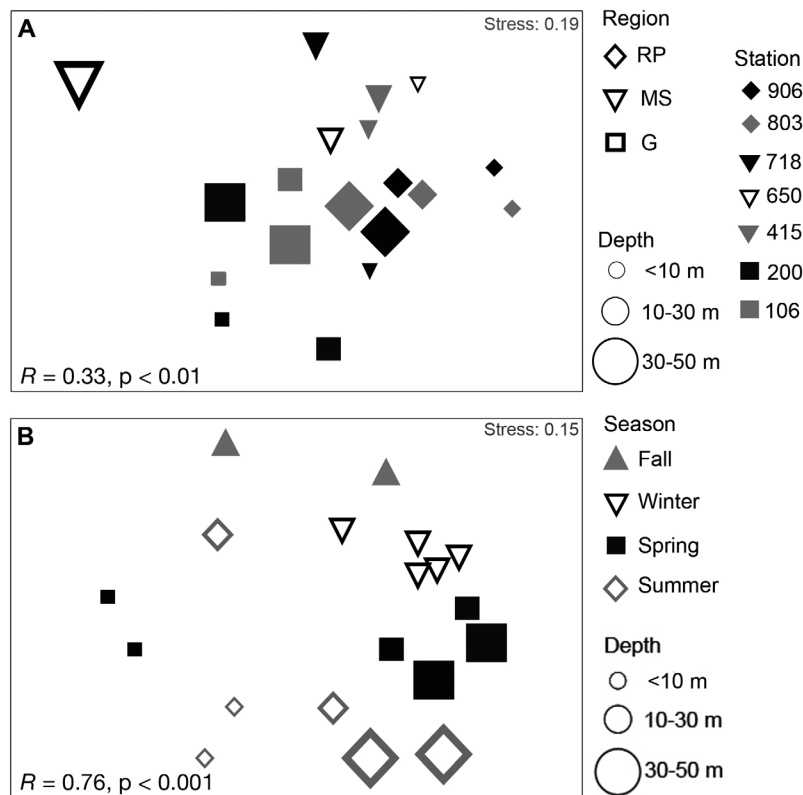 A
Stress: 0.19
R = 0.33, p < 0.01
Region
RP
MS
G
Station
906
803
718
650
415
200
106
Depth
<10 m
10-30 m
30-50 m
B
Stress: 0.15
R = 0.76, p < 0.001
Season
Fall
Winter
Spring
Summer
Depth
<10 m
10-30 m
30-50 m